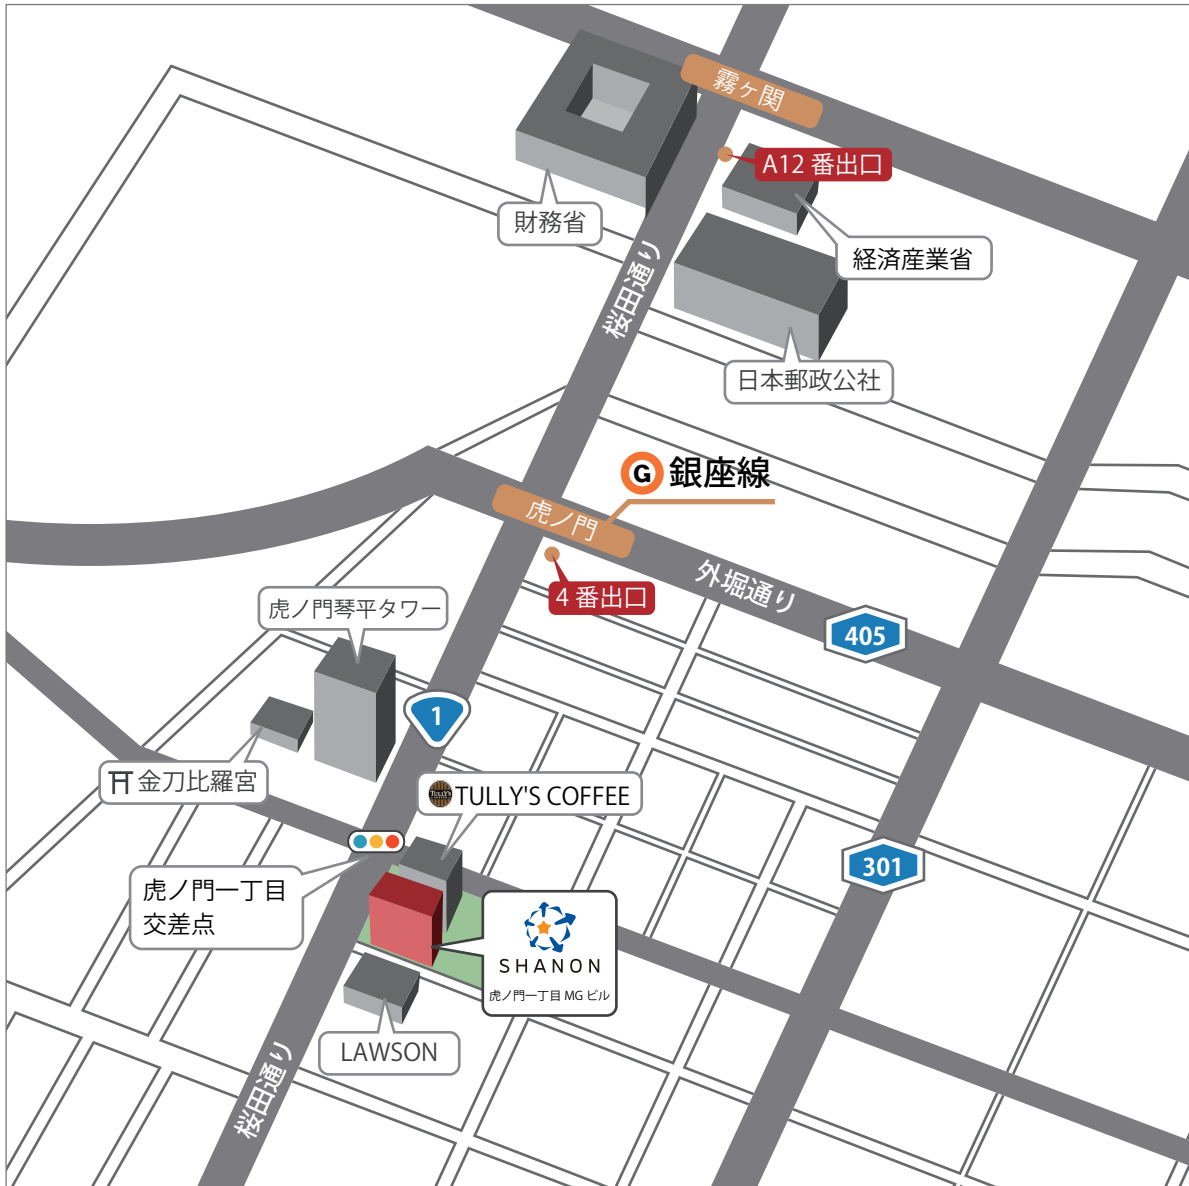 霞ヶ関
A12 番出口
財務省
経済産業省
桜田通り
日本郵政公社
G 銀座線
虎ノ門
4 番出口
外堀通り
虎ノ門琴平タワー
405
1
金刀比羅宮
TULLY'S
TULLY'S COFFEE
301
虎ノ門一丁目
交差点
SHANON
虎ノ門一丁目 MG ビル
LAWSON
桜田通り